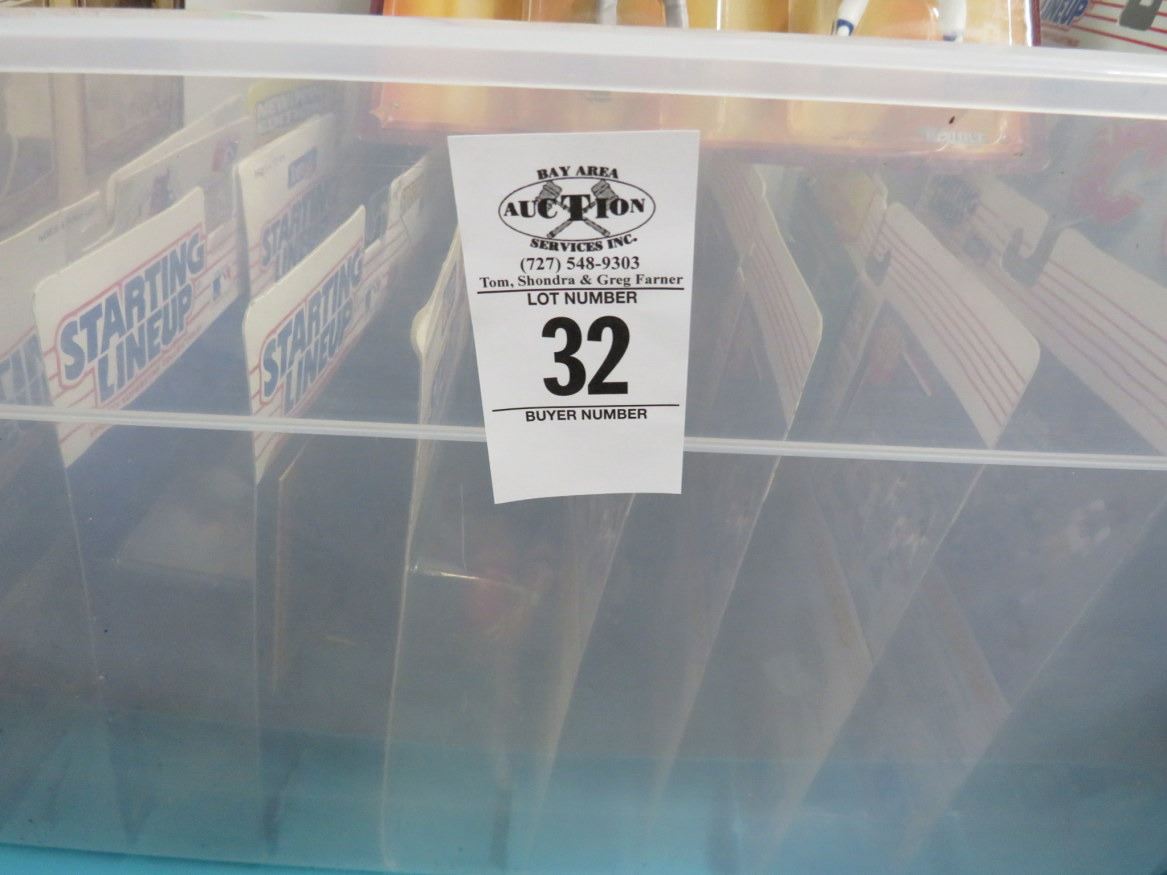 LINEUP
STARTING
LINEUP
STARTING
LINEUP
STARTING
LINEUP
BAY AREA
AUCTION
SERVICES INC.
(727) 548-9303
Tom, Shondra & Greg Farner
LOT NUMBER
32
BUYER NUMBER